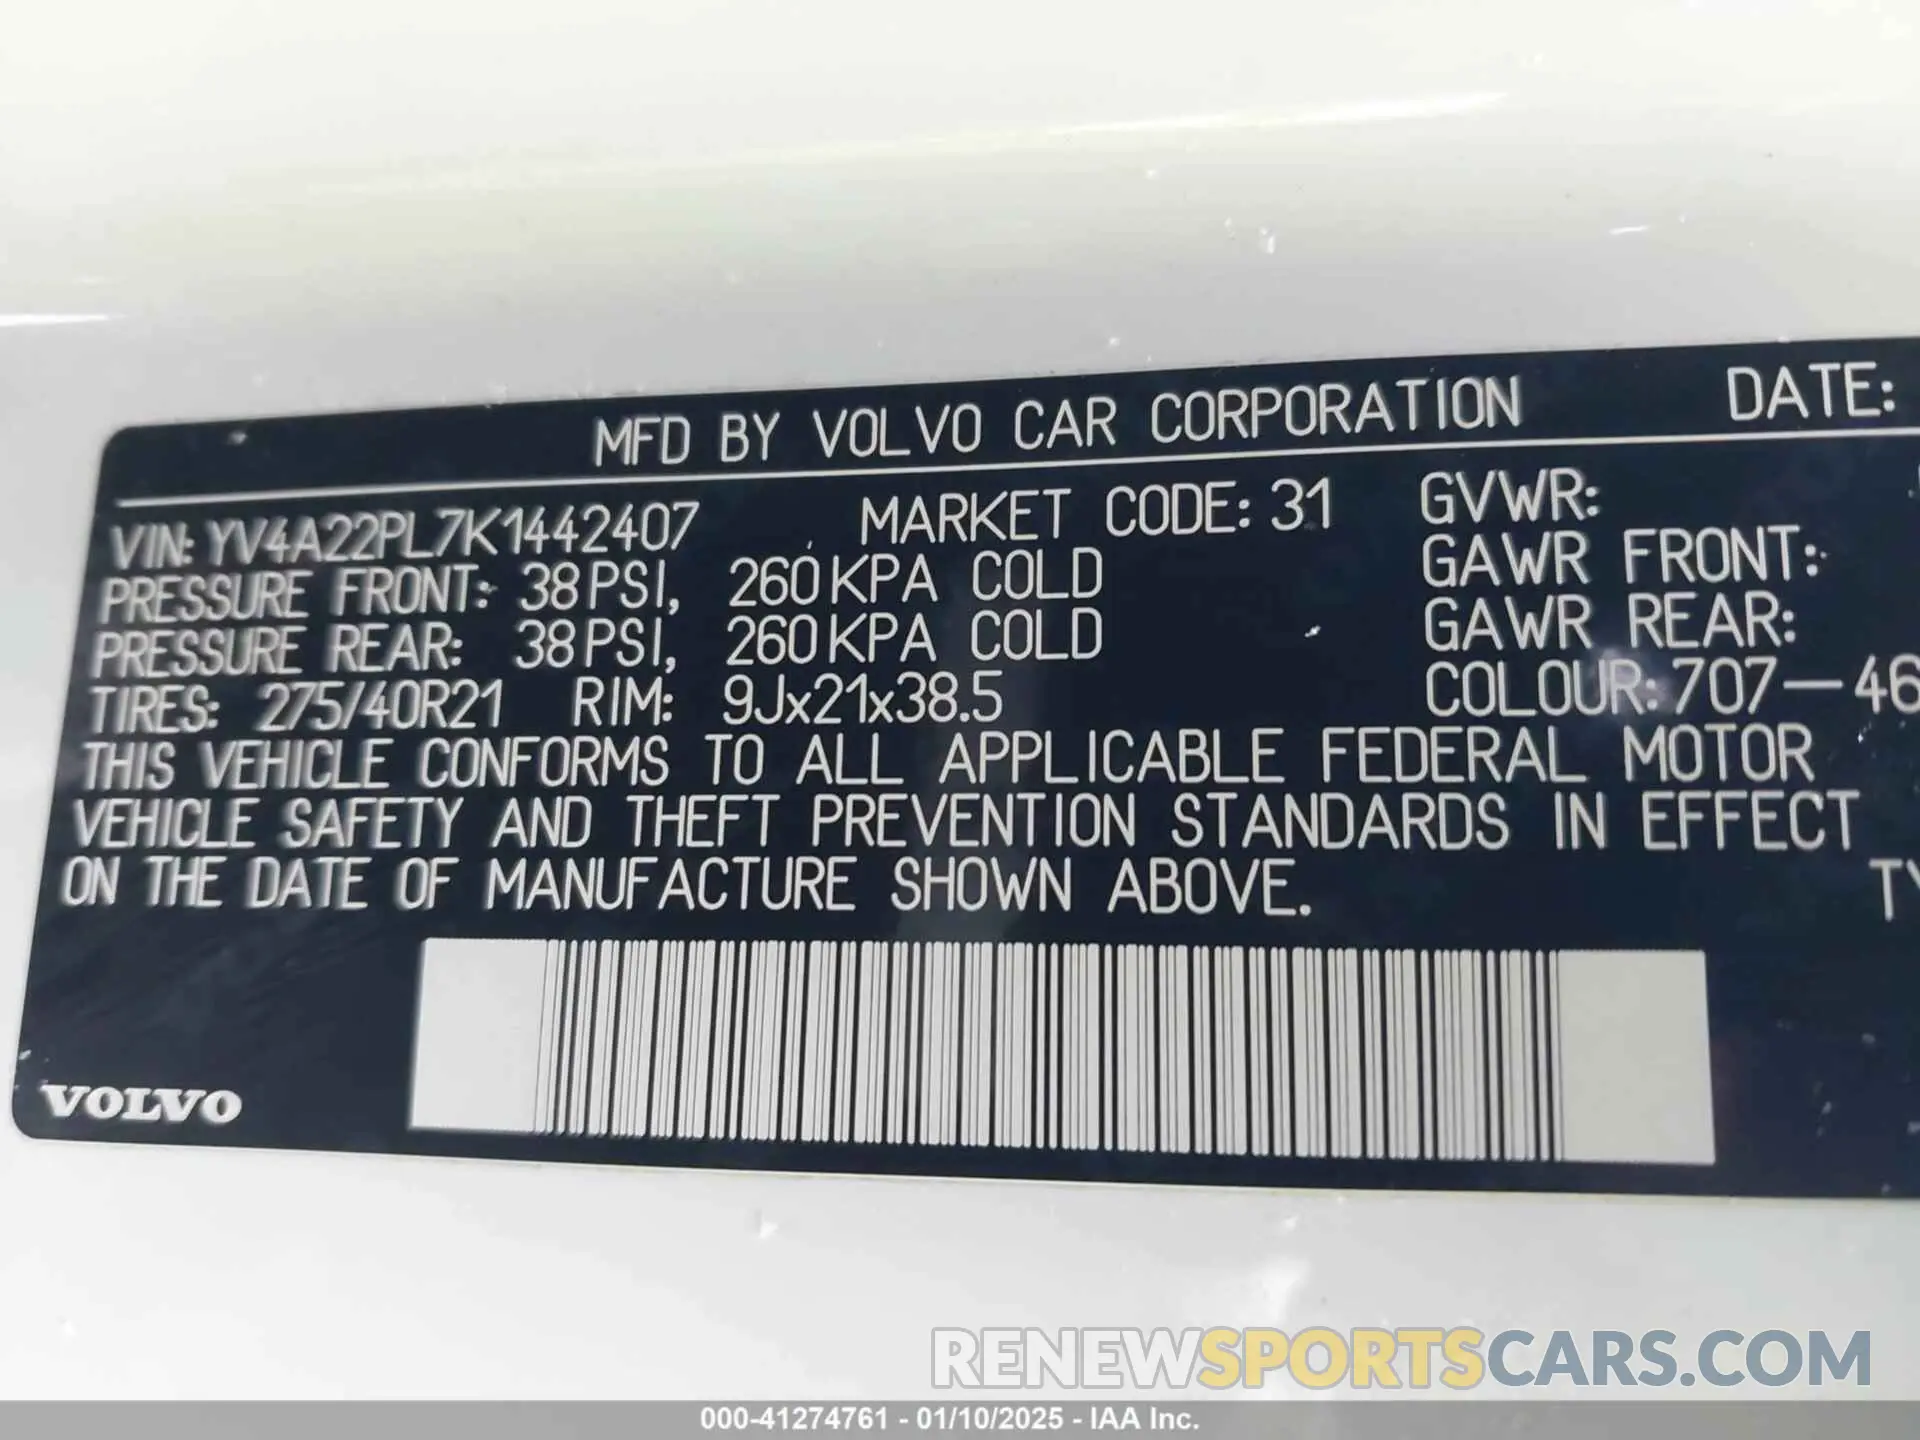 MFD BY VOLVO CAR CORPORATION DATE:
VIN: YV4A22PL7K1442407 MARKET CODE: 31 GVWR:
PRESSURE FRONT: 38 PSI, 260 KPA COLD GAWR FRONT:
PRESSURE REAR: 38 PSI, 260 KPA COLD GAWR REAR:
TIRES: 275/40R21 RIM: 9Jx21x38.5 COLOUR: 707-46
THIS VEHICLE CONFORMS TO ALL APPLICABLE FEDERAL MOTOR
VEHICLE SAFETY AND THEFT PREVENTION STANDARDS IN EFFECT
ON THE DATE OF MANUFACTURE SHOWN ABOVE. TY
VOLVO
RENEWSPORTSCARS.COM
000-41274761 - 01/10/2025 - IAA Inc.